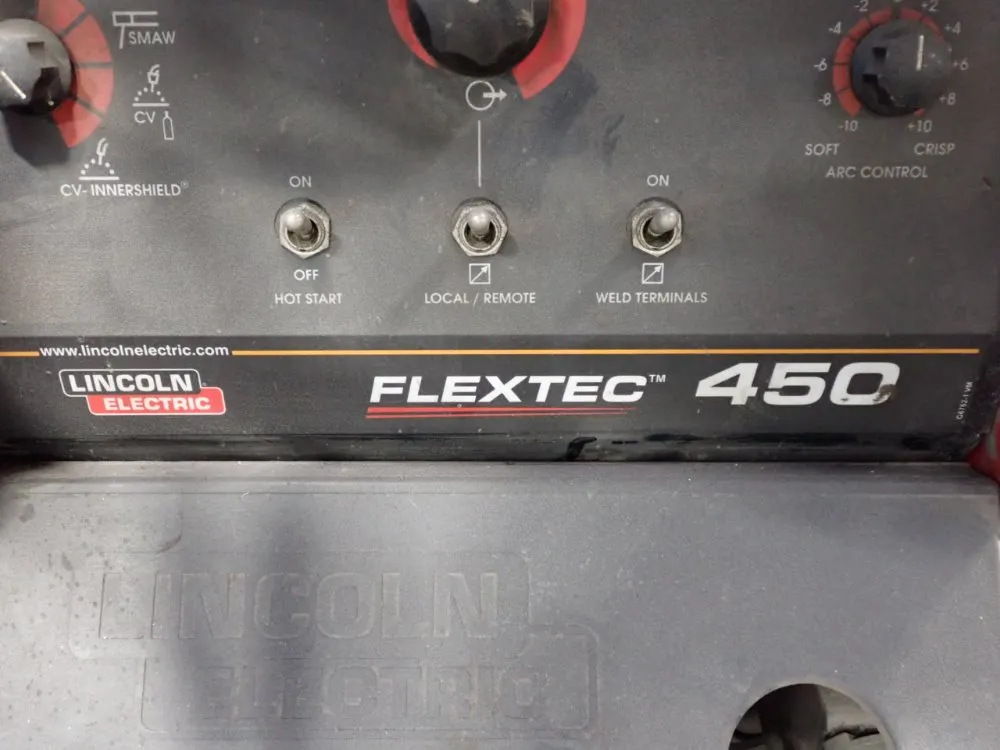 SMAW
CV
CV- INNERSHIELD®
-2 +2
-4 +4
-6 +6
-8 +8
-10 +10
SOFT CRISP
ARC CONTROL
ON
OFF
HOT START
LOCAL / REMOTE
ON
WELD TERMINALS
www.lincolnelectric.com
LINCOLN
ELECTRIC
FLEXTEC™ 450
LINCOLN
ELECTRIC